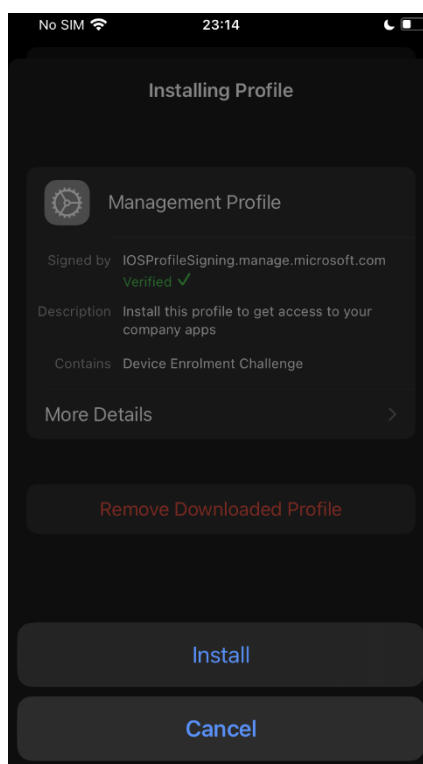 No SIM 23:14
Installing Profile
Management Profile
Signed by IOSProfileSigning.manage.microsoft.com
Verified ✓
Description Install this profile to get access to your
company apps
Contains Device Enrolment Challenge
More Details
Remove Downloaded Profile
Install
Cancel